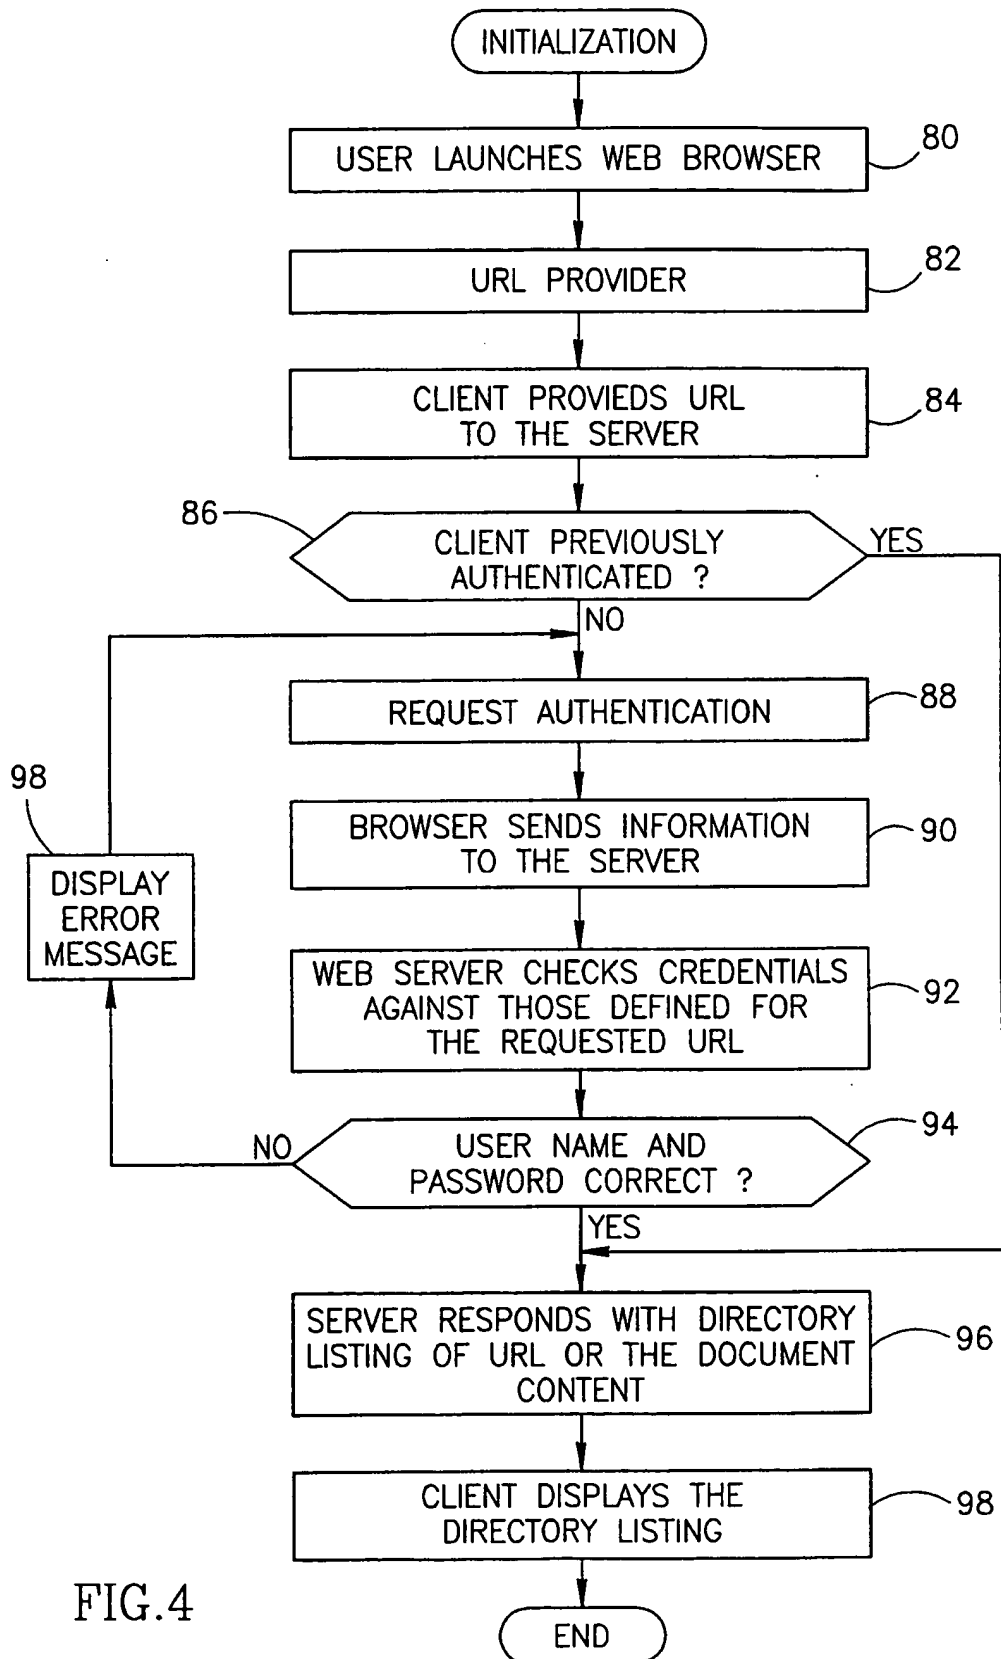 INITIALIZATION
USER LAUNCHES WEB BROWSER
80
URL PROVIDER
82
CLIENT PROVIEDS URL
TO THE SERVER
84
86
CLIENT PREVIOUSLY
AUTHENTICATED ?
YES
NO
REQUEST AUTHENTICATION
88
98
DISPLAY
ERROR
MESSAGE
BROWSER SENDS INFORMATION
TO THE SERVER
90
WEB SERVER CHECKS CREDENTIALS
AGAINST THOSE DEFINED FOR
THE REQUESTED URL
92
NO
USER NAME AND
PASSWORD CORRECT ?
94
YES
SERVER RESPONDS WITH DIRECTORY
LISTING OF URL OR THE DOCUMENT
CONTENT
96
CLIENT DISPLAYS THE
DIRECTORY LISTING
98
FIG.4
END